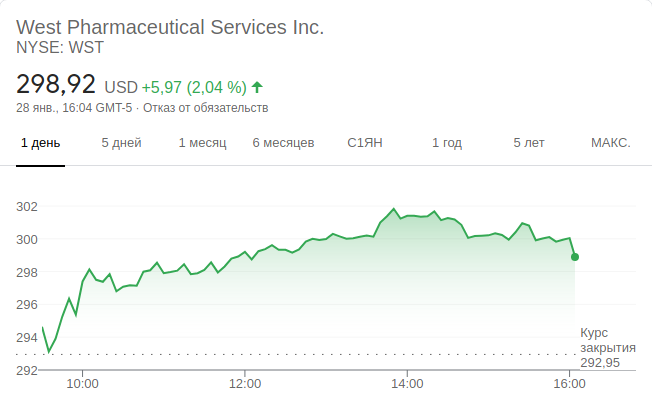 West Pharmaceutical Services Inc.
NYSE: WST
298,92 USD +5,97 (2,04 %)
28 янв., 16:04 GMT-5 · Отказ от обязательств
1 день 5 дней 1 месяц 6 месяцев С1ЯН 1 год 5 лет МАКС.
302
300
298
296
294
292
Курс
закрытия
292,95
10:00 12:00 14:00 16:00